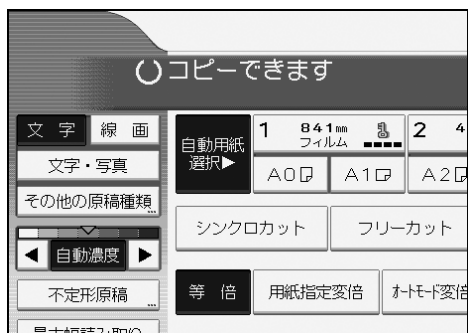 コピーできます
文 字 線 画
文字・写真
その他の原稿種類
自動濃度
不定形原稿
自動用紙
選択▶
1 841mm
フィルム
2 4
A0 A1 A2
シンクロカット フリーカット
等 倍 用紙指定変倍 オートモード変倍